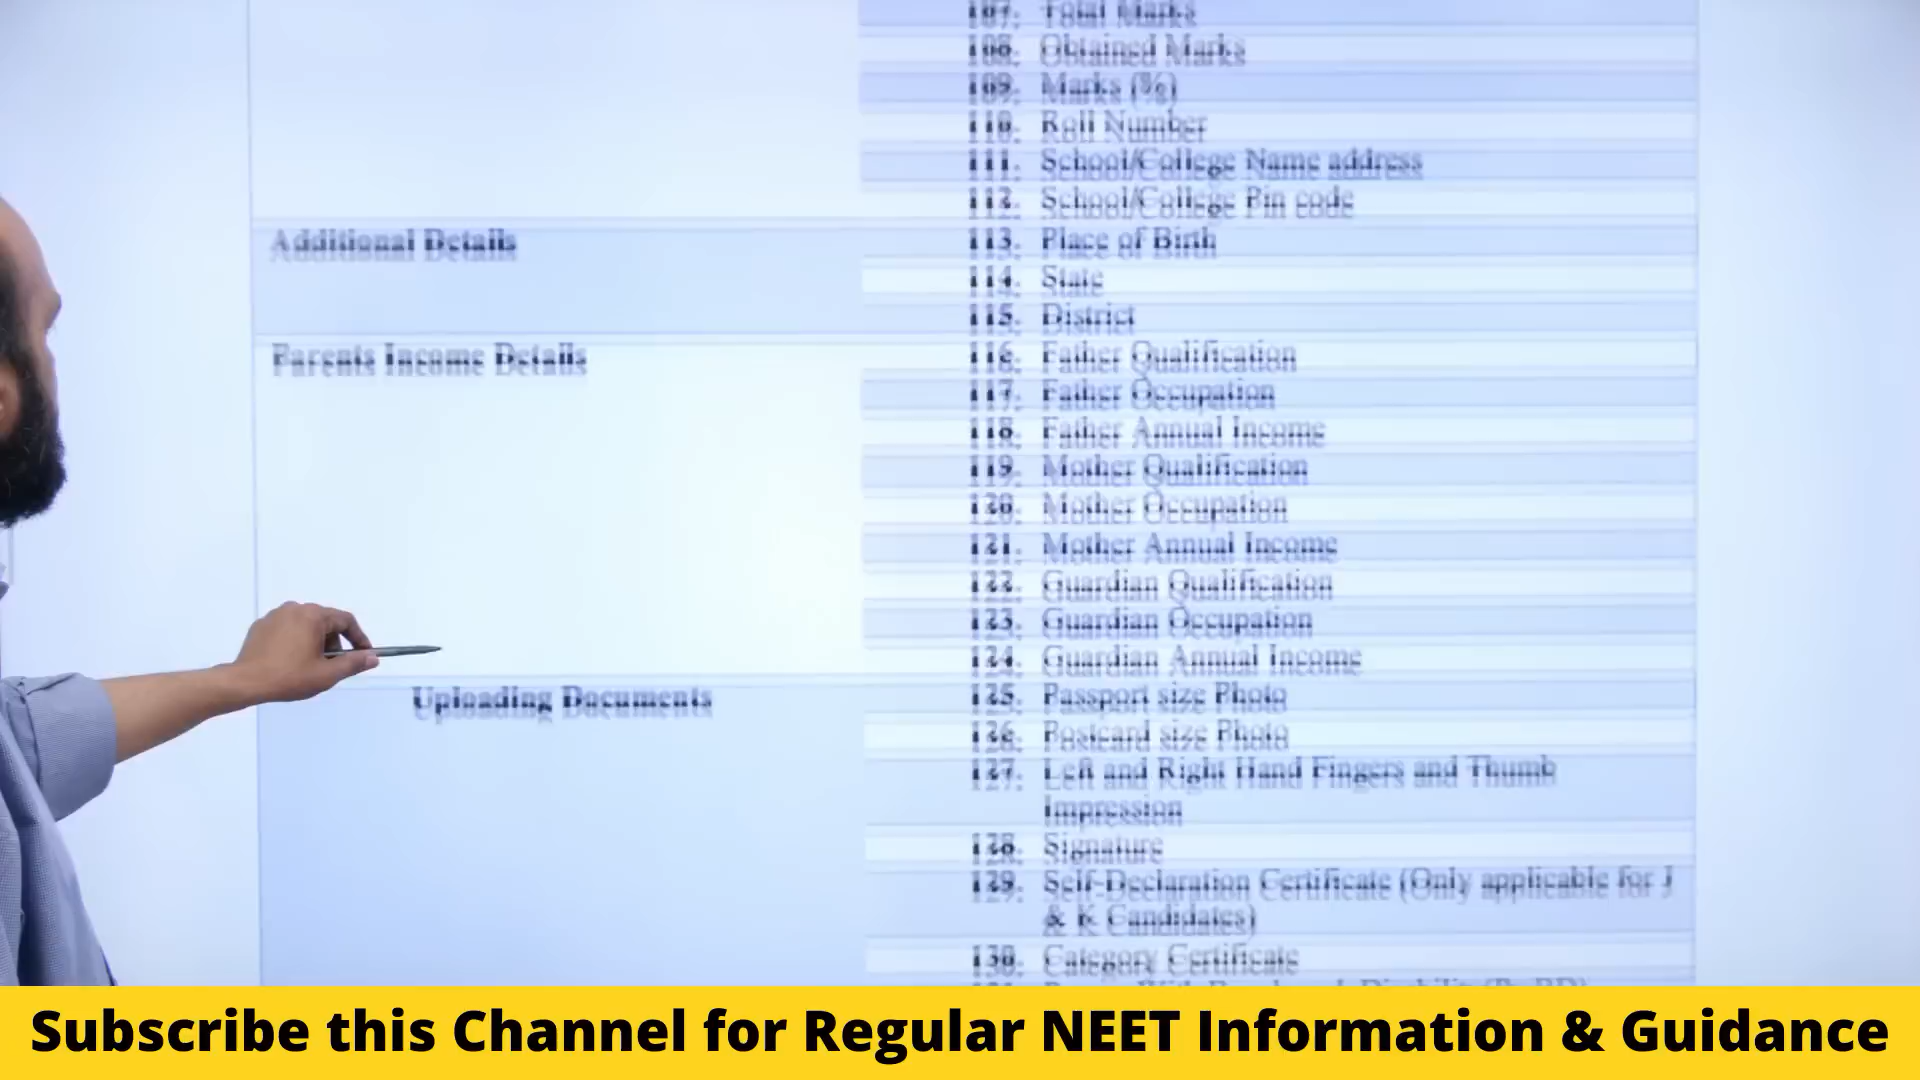 107. Total Marks
108. Obtained Marks
109. Marks (%)
110. Roll Number
111. School/College Name address
112. School/College Pin code
Additional Details
113. Place of Birth
114. State
115. District
Parents Income Details
116. Father Qualification
117. Father Occupation
118. Father Annual Income
119. Mother Qualification
120. Mother Occupation
121. Mother Annual Income
122. Guardian Qualification
123. Guardian Occupation
124. Guardian Annual Income
Uploading Documents
125. Passport size Photo
126. Postcard size Photo
127. Left and Right Hand Fingers and Thumb
Impression
128. Signature
129. Self-Declaration Certificate (Only applicable for J
& K Candidates)
130. Category Certificate
Subscribe this Channel for Regular NEET Information & Guidance